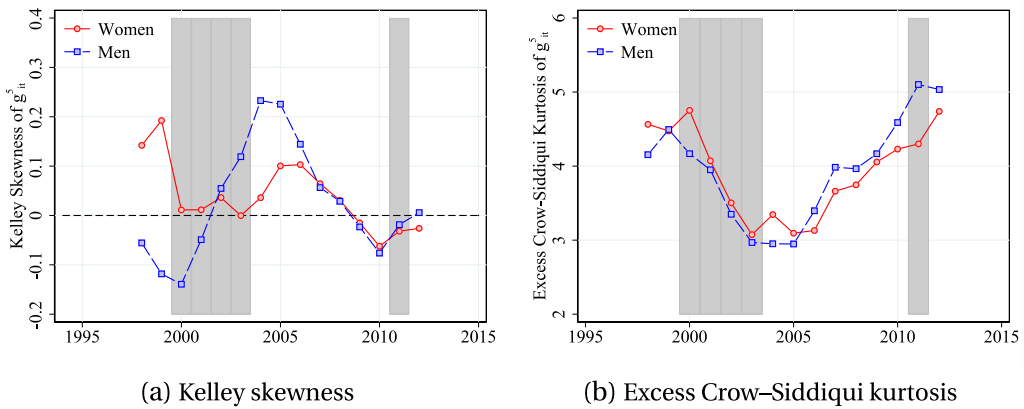 Kelley Skewness of g⁵ᵢₜ
0.4
0.3
0.2
0.1
0
-0.1
-0.2
Women
Men
1995 2000 2005 2010 2015
(a) Kelley skewness
Excess Crow-Siddiqui Kurtosis of g⁵ᵢₜ
6
5
4
3
2
Women
Men
1995 2000 2005 2010 2015
(b) Excess Crow–Siddiqui kurtosis